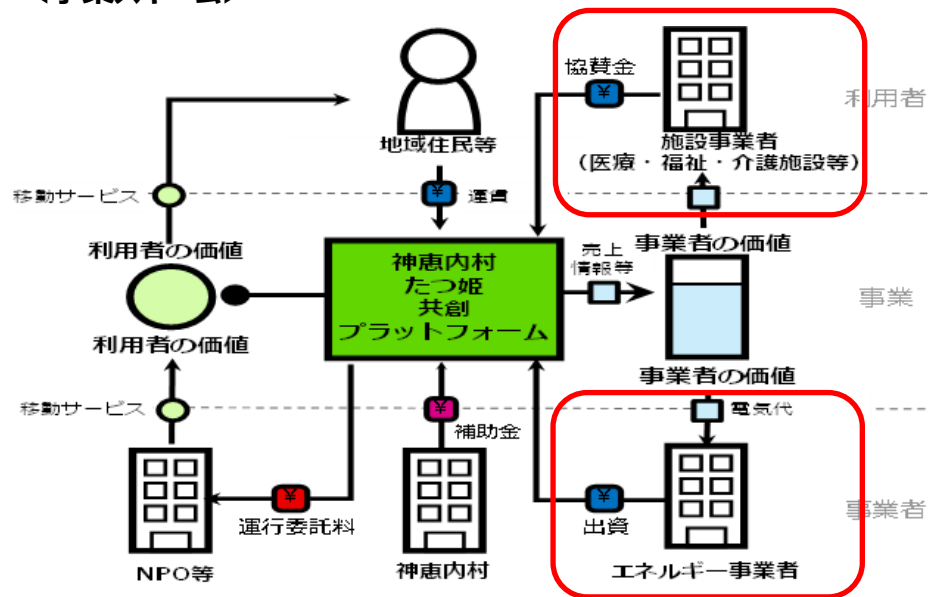 協賛金
¥
利用者
施設事業者
（医療・福祉・介護施設等）
地域住民等
移動サービス
¥
運賃
利用者の価値
売上
情報等
事業者の価値
神恵内村
たつ姫
共創
プラットフォーム
事業
利用者の価値
事業者の価値
移動サービス
¥
補助金
電気代
¥
運行委託料
¥
出資
事業者
NPO等
神恵内村
エネルギー事業者